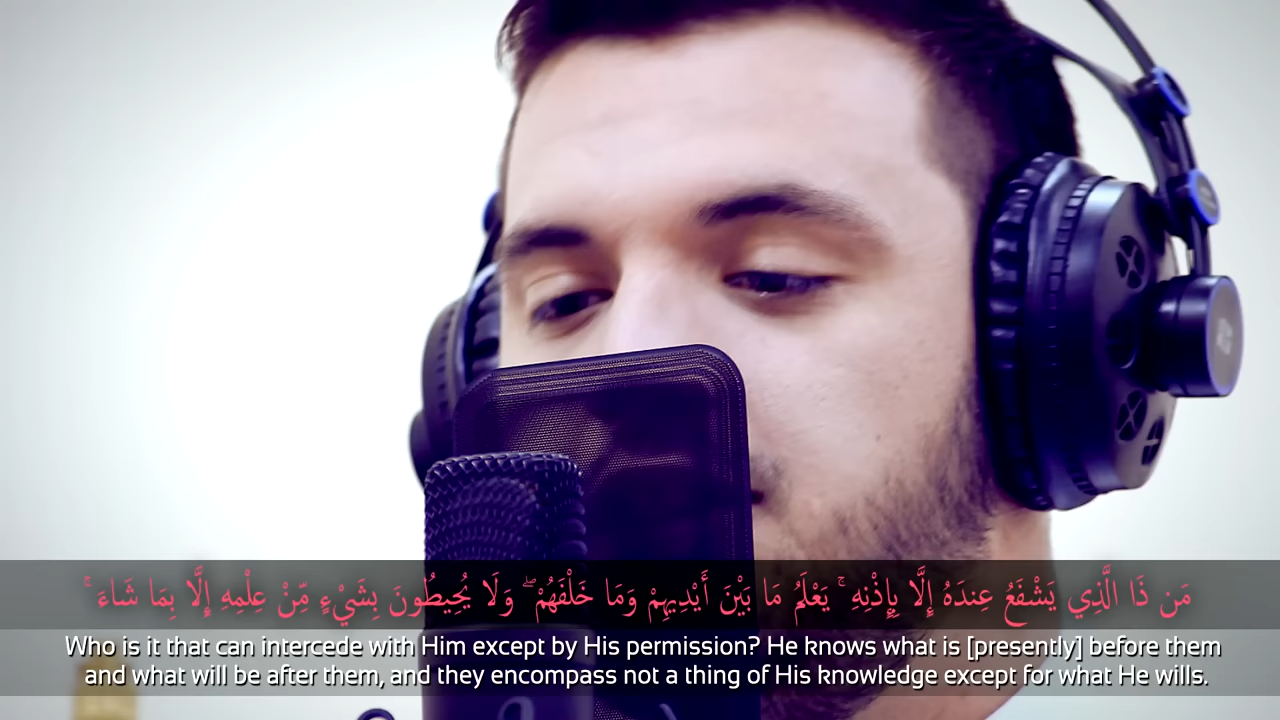 مَن ذَا الَّذِي يَشْفَعُ عِندَهُ إِلَّا بِإِذْنِهِ ۚ يَعْلَمُ مَا بَيْنَ أَيْدِيهِمْ وَمَا خَلْفَهُمْ ۖ وَلَا يُحِيطُونَ بِشَيْءٍ مِّنْ عِلْمِهِ إِلَّا بِمَا شَاءَ ۚ
Who is it that can intercede with Him except by His permission? He knows what is [presently] before them
and what will be after them, and they encompass not a thing of His knowledge except for what He wills.